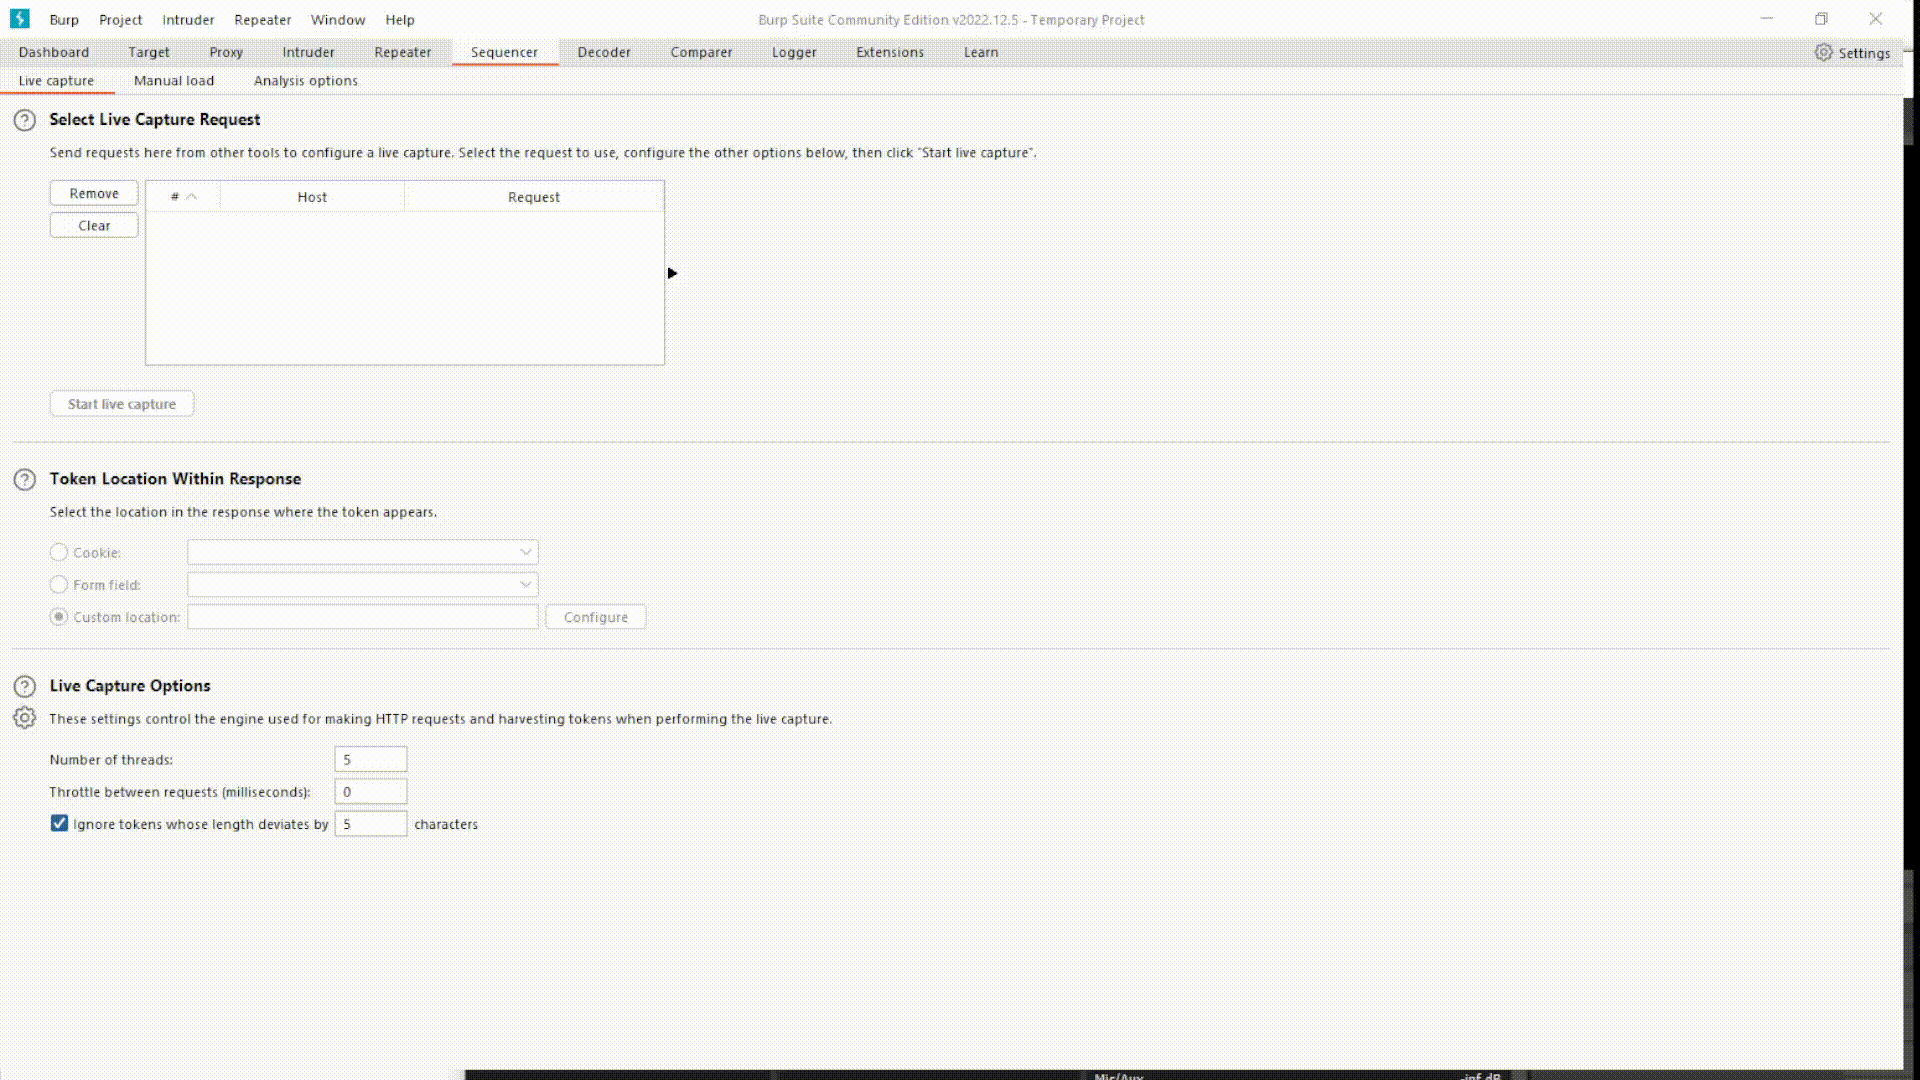 Burp Project Intruder Repeater Window Help Burp Suite Community Edition v2022.12.5 - Temporary Project
Dashboard Target Proxy Intruder Repeater Sequencer Decoder Comparer Logger Extensions Learn Settings
Live capture Manual load Analysis options
Select Live Capture Request
Send requests here from other tools to configure a live capture. Select the request to use, configure the other options below, then click "Start live capture".
Remove # Host Request
Clear
Start live capture
Token Location Within Response
Select the location in the response where the token appears.
Cookie:
Form field:
Custom location: Configure
Live Capture Options
These settings control the engine used for making HTTP requests and harvesting tokens when performing the live capture.
Number of threads: 5
Throttle between requests (milliseconds): 0
Ignore tokens whose length deviates by 5 characters
Mic/Aux -inf dB